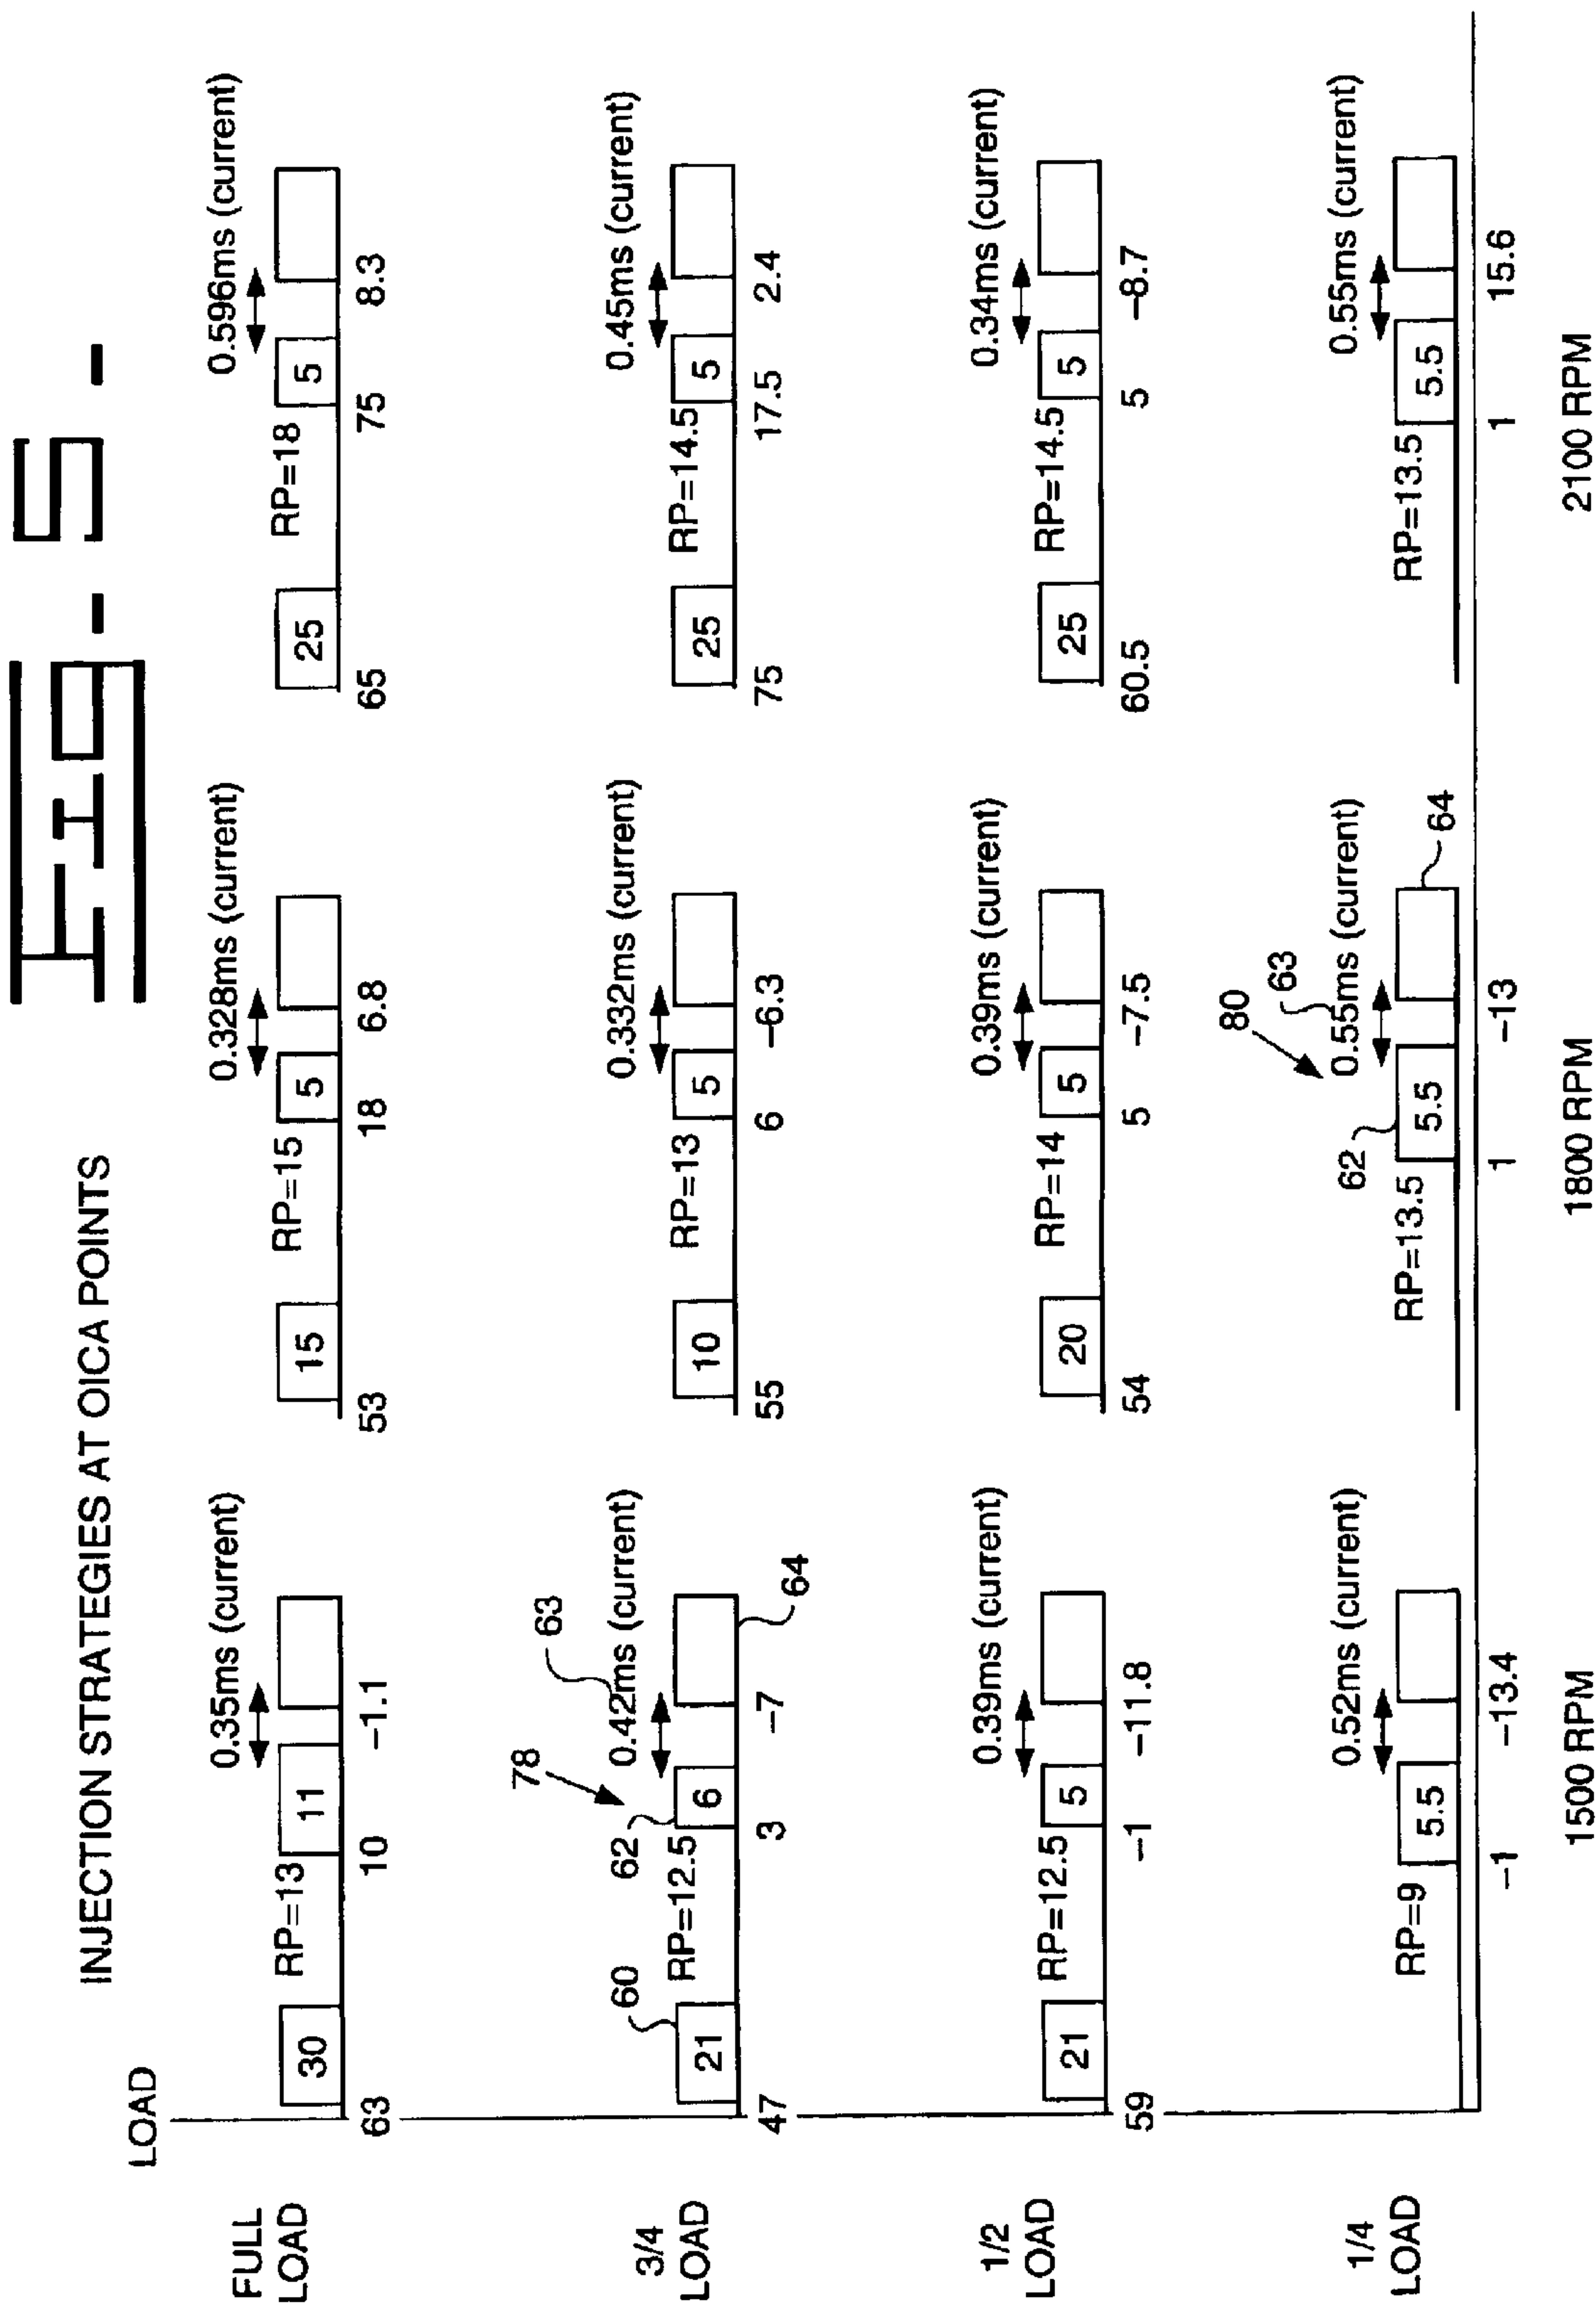 Fig-5-
INJECTION STRATEGIES AT OICA POINTS
LOAD
FULL LOAD
0.35ms (current)
30
RP=13
11
63
10
-1.1
0.328ms (current)
15
RP=15
5
53
18
6.8
0.596ms (current)
25
RP=18
5
65
75
8.3
3/4 LOAD
78
63
0.42ms (current)
60
62
21
RP=12.5
6
47
3
-7
64
0.332ms (current)
10
RP=13
5
55
6
-6.3
0.45ms (current)
25
RP=14.5
5
75
17.5
2.4
1/2 LOAD
0.39ms (current)
21
RP=12.5
5
59
-1
-11.8
0.39ms (current)
20
RP=14
5
54
5
-7.5
0.34ms (current)
25
RP=14.5
5
60.5
5
-8.7
1/4 LOAD
0.52ms (current)
RP=9
5.5
-1
-13.4
80
63
0.55ms (current)
62
RP=13.5
5.5
64
1
-13
0.55ms (current)
RP=13.5
5.5
1
15.6
1500 RPM
1800 RPM
2100 RPM